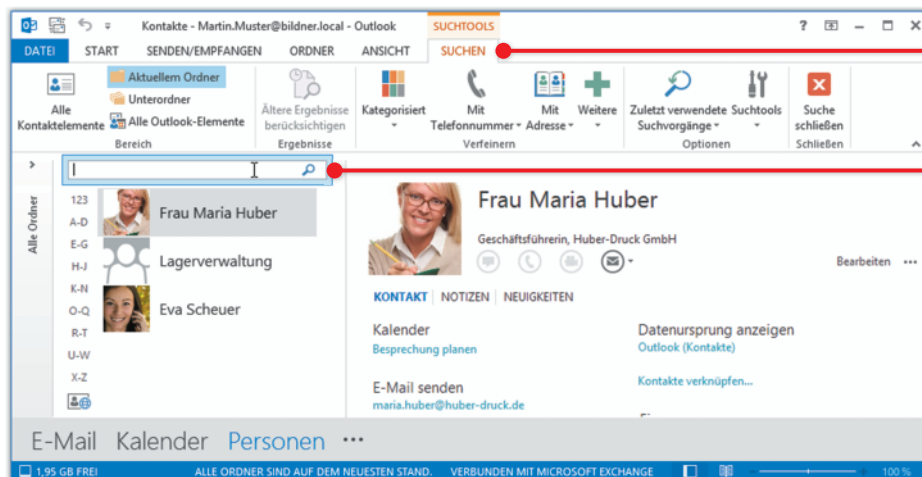 Kontakte - Martin.Muster@bildner.local - Outlook
SUCHTOOLS
?
DATEI START SENDEN/EMPFANGEN ORDNER ANSICHT SUCHEN
Alle
Kontaktelemente
Aktuellem Ordner
Unterordner
Alle Outlook-Elemente
Bereich
Ältere Ergebnisse
berücksichtigen
Ergebnisse
Kategorisiert
Mit
Telefonnummer
Mit
Adresse
Weitere
Verfeinern
Zuletzt verwendete
Suchvorgänge
Suchtools
Optionen
Suche
schließen
Schließen
Alle Ordner
123
A-D
E-G
H-J
K-N
O-Q
R-T
U-W
X-Z
Frau Maria Huber
Lagerverwaltung
Eva Scheuer
Frau Maria Huber
Geschäftsführerin, Huber-Druck GmbH
Bearbeiten •••
KONTAKT NOTIZEN NEUIGKEITEN
Kalender
Besprechung planen
E-Mail senden
maria.huber@huber-druck.de
Datenursprung anzeigen
Outlook (Kontakte)
Kontakte verknüpfen...
E-Mail Kalender Personen •••
1,95 GB FREI ALLE ORDNER SIND AUF DEM NEUESTEN STAND. VERBUNDEN MIT MICROSOFT EXCHANGE 100 %